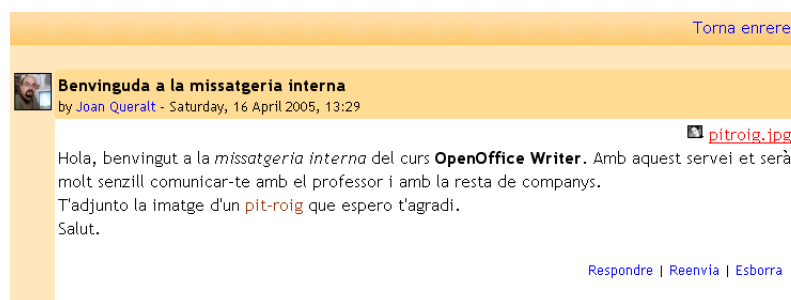 Torna enrere
Benvinguda a la missatgeria interna
by Joan Queralt - Saturday, 16 April 2005, 13:29
pitroig.jpg
Hola, benvingut a la missatgeria interna del curs OpenOffice Writer. Amb aquest servei et serà
molt senzill comunicar-te amb el professor i amb la resta de companys.
T'adjunto la imatge d'un pit-roig que espero t'agradi.
Salut.
Respondre | Reenvia | Esborra